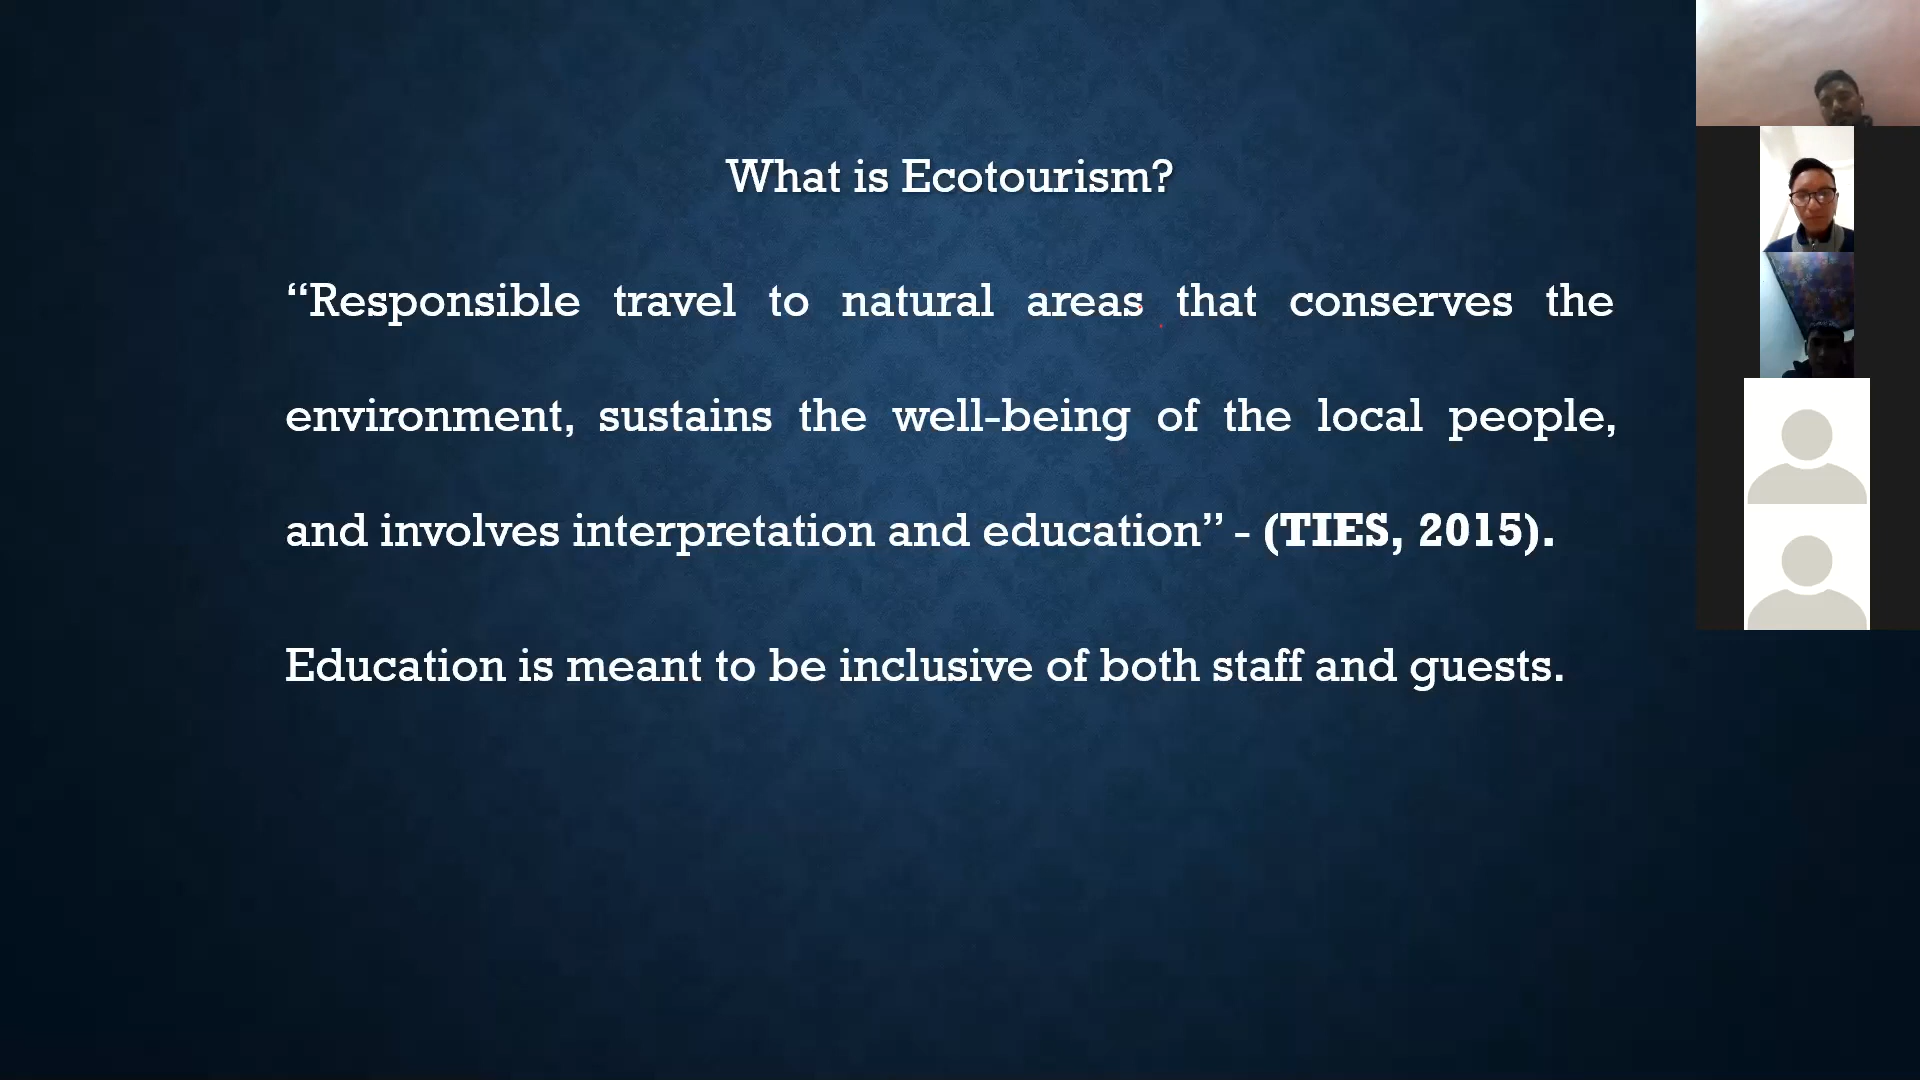 What is Ecotourism?
“Responsible travel to natural areas that conserves the
environment, sustains the well-being of the local people,
and involves interpretation and education” - (TIES, 2015).
Education is meant to be inclusive of both staff and guests.